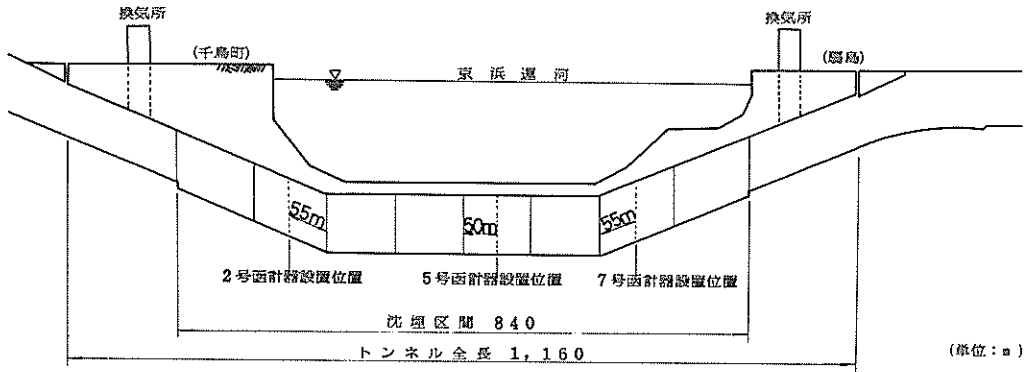 換気所
換気所
(千鳥町)
(扇島)
京浜運河
55m
50m
55m
2号函計器設置位置
5号函計器設置位置
7号函計器設置位置
沈埋区間 840
トンネル全長 1,160
(単位:m)